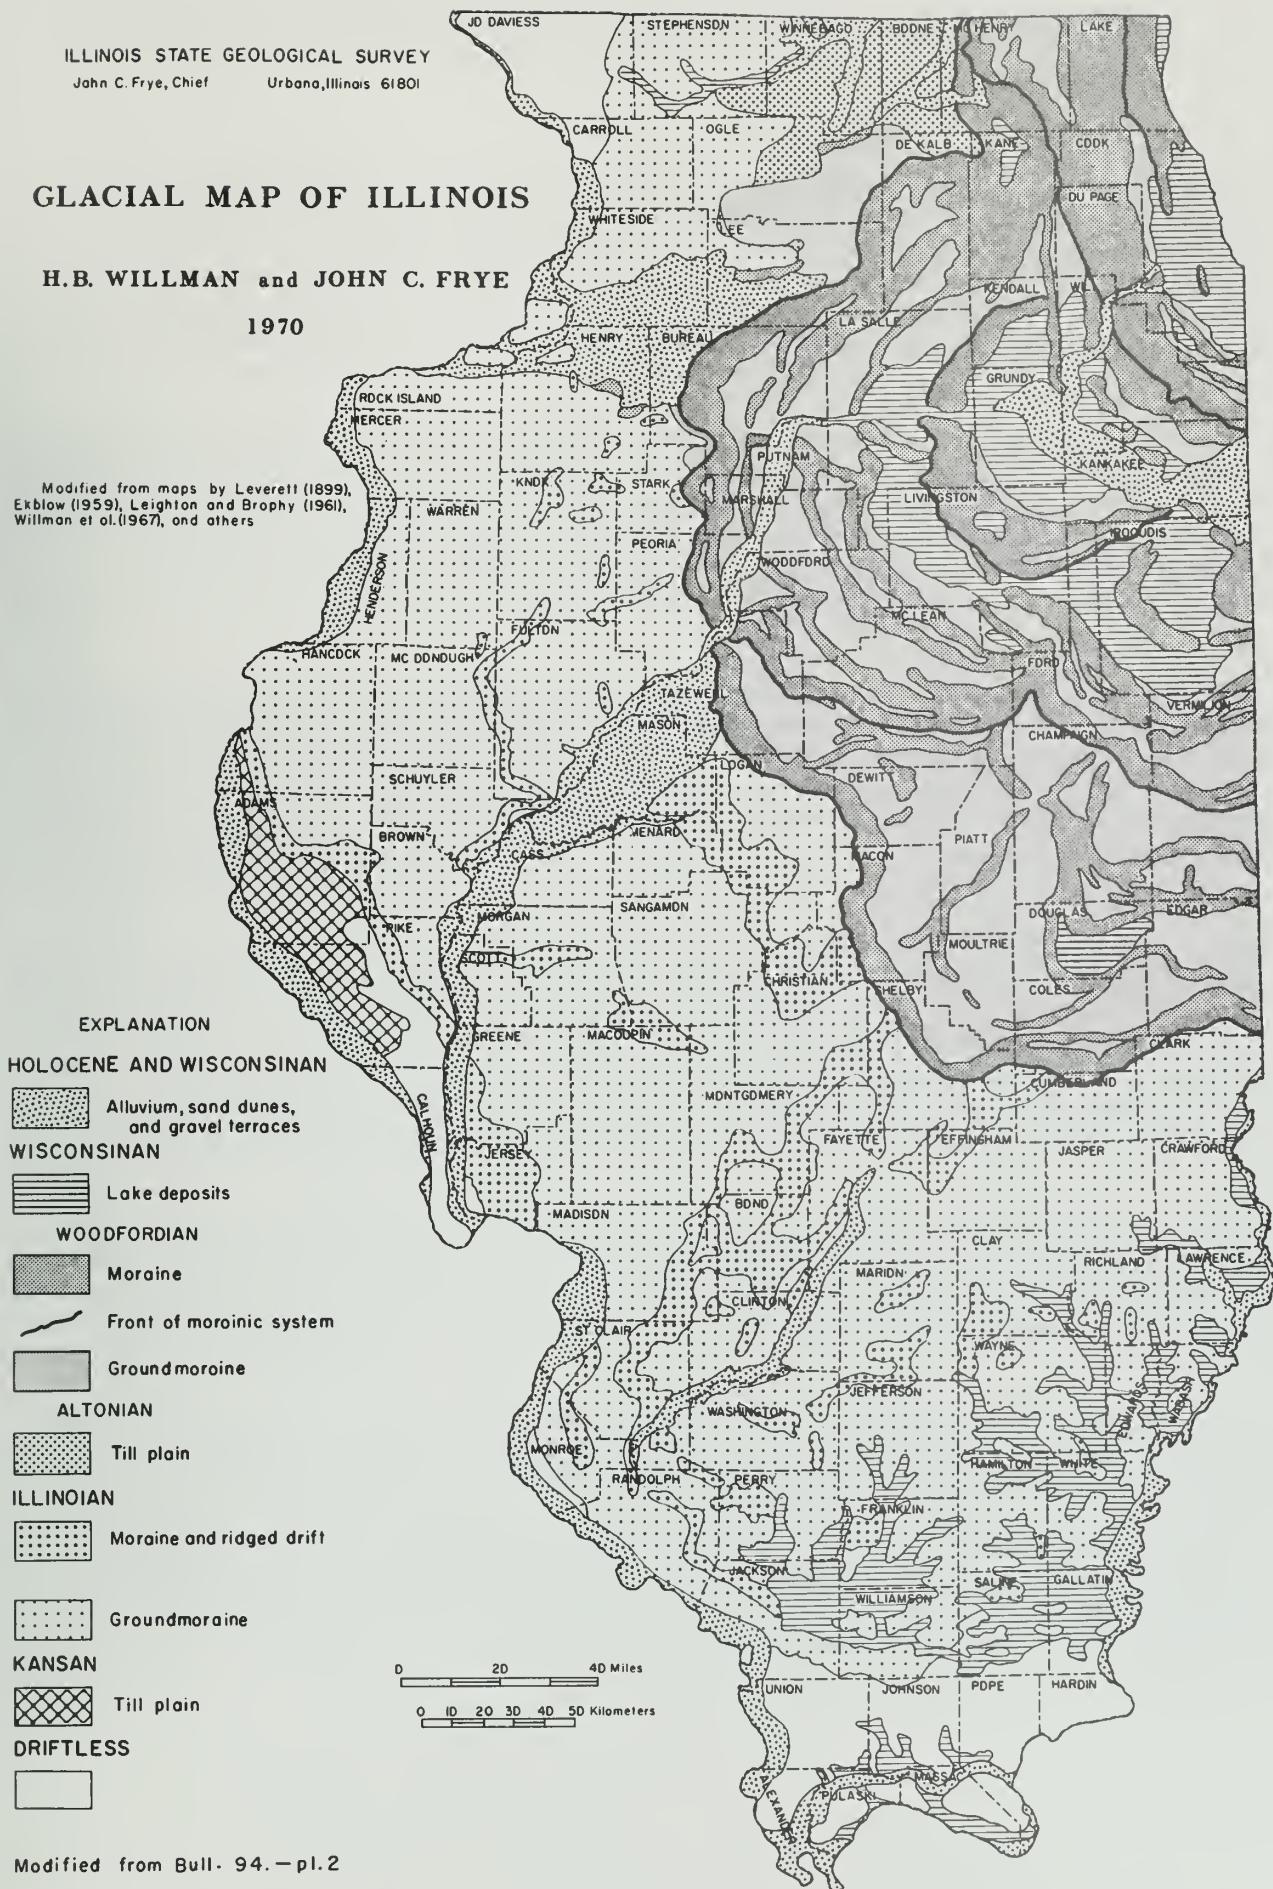 ILLINOIS STATE GEOLOGICAL SURVEY
John C. Frye, Chief Urbana, Illinois 61801
GLACIAL MAP OF ILLINOIS
H.B. WILLMAN and JOHN C. FRYE
1970
Modified from maps by Leverett (1899),
Ekblow (1959), Leighton and Brophy (1961),
Willman et al. (1967), and others
JO DAVIESS
STEPHENSON
WINNEBAGO
BOONE
MC HENRY
LAKE
CARROLL
OGLE
DE KALB
KANE
COOK
DU PAGE
WHITESIDE
LEE
KENDALL
WILL
LA SALLE
HENRY
BUREAU
GRUNDY
ROCK ISLAND
MERCER
PUTNAM
KANKAKEE
KNOX
STARK
MARSHALL
LIVINGSTON
WARREN
IROQUOIS
PEORIA
WOODFORD
HENDERSON
MC LEAN
FULTON
HANCOCK
MC DONOUGH
FORD
TAZEWELL
VERMILION
MASON
CHAMPAIGN
LOGAN
SCHUYLER
DEWITT
ADAMS
BROWN
MENARD
PIATT
CASS
MACON
MORGAN
SANGAMON
DOUGLAS
EDGAR
PIKE
MOULTRIE
SCOTT
CHRISTIAN
SHELBY
COLES
GREENE
MACOUPIN
CLARK
CUMBERLAND
MONTGOMERY
CALHOUN
FAYETTE
EFFINGHAM
JASPER
CRAWFORD
JERSEY
BOND
MADISON
CLAY
RICHLAND
LAWRENCE
MARION
CLINTON
ST CLAIR
WAYNE
JEFFERSON
EDWARDS
WABASH
WASHINGTON
MONROE
HAMILTON
WHITE
RANDOLPH
PERRY
FRANKLIN
JACKSON
SALINE
GALLATIN
WILLIAMSON
UNION
JOHNSON
POPE
HARDIN
MASSAC
ALEXANDER
PULASKI
EXPLANATION
HOLOCENE AND WISCONSINAN
Alluvium, sand dunes,
and gravel terraces
WISCONSINAN
Lake deposits
WOODFORDIAN
Moraine
Front of morainic system
Groundmoraine
ALTONIAN
Till plain
ILLINOIAN
Moraine and ridged drift
Groundmoraine
KANSAN
Till plain
DRIFTLESS
0 20 40 Miles
0 10 20 30 40 50 Kilometers
Modified from Bull. 94.—pl. 2